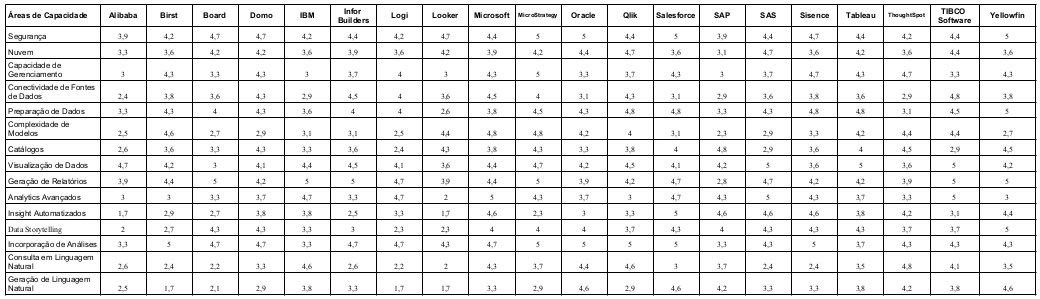 Áreas de Capacidade Alibaba Birst Board Domo IBM Infor Builders Logi Looker Microsoft MicroStrategy Oracle Qlik Salesforce SAP SAS Sisence Tableau ThoughtSpot TIBCO Software Yellowfin
Segurança 3,9 4,2 4,7 4,7 4,2 4,4 4,2 4,7 4,4 5 5 4,4 5 3,9 4,4 4,7 4,4 4,2 4,4 5
Nuvem 3,3 3,6 4,2 4,2 3,6 3,9 3,6 4,2 3,9 4,2 4,4 4,7 3,6 3,1 4,7 3,6 4,2 3,6 4,4 3,6
Capacidade de Gerenciamento 3 4,3 3,3 4,3 3 3,7 4 3 4,3 5 3,3 3,7 4,3 3 3,7 4,7 4,3 4,7 3,3 4,3
Conectividade de Fontes de Dados 2,4 3,8 3,6 4,3 2,9 4,5 4 3,6 4,5 4 3,1 4,3 3,1 2,9 3,6 3,8 3,6 2,9 4,8 3,8
Preparação de Dados 3,3 4,3 4 4,3 3,6 4 4 2,6 3,8 4,5 4,3 4,8 4,8 3,3 4,3 4,8 4,8 3,1 4,5 5
Complexidade de Modelos 2,5 4,6 2,7 2,9 3,1 3,1 2,5 4,4 4,8 4,8 4,2 4 3,1 2,3 2,9 3,3 4,2 4,4 4,4 2,7
Catálogos 2,6 3,6 3,3 4,3 3,3 3,6 2,4 4,3 3,8 4,3 3,3 3,8 4 4,8 2,9 3,6 4 4,5 2,9 4,5
Visualização de Dados 4,7 4,2 3 4,1 4,4 4,5 4,1 3,6 4,4 4,7 4,2 4,5 4,1 4,2 5 3,6 5 3,6 5 4,2
Geração de Relatórios 3,9 4,4 5 4,2 5 5 4,7 3,9 4,4 5 3,9 4,2 4,7 2,8 4,7 4,2 4,2 3,9 5 5
Analytics Avançados 3 3 3,3 3,7 4,7 3,3 4,7 2 5 4,3 3,7 3 4,7 4,3 5 4,3 3,7 3,3 5 3
Insight Automatizados 1,7 2,9 2,7 3,8 3,8 2,5 3,3 1,7 4,6 2,3 3 3,3 5 4,6 4,6 4,6 3,8 4,2 3,1 4,4
Data Storytelling 2 2,7 4,3 4,3 3,3 3 2,3 2,3 4 4 4 3,7 4,3 4 4,3 4,3 4,3 3,7 3,7 5
Incorporação de Análises 3,3 5 4,7 4,7 3,3 4,7 4,7 4,3 4,7 5 5 5 5 3,3 4,3 5 3,7 4,3 4,3 4,3
Consulta em Linguagem Natural 2,6 2,4 2,2 3,3 4,6 2,6 2,2 2 4,3 3,7 4,4 4,6 3 3,7 2,4 2,4 3,5 4,8 4,1 3,5
Geração de Linguagem Natural 2,5 1,7 2,1 2,9 3,8 3,3 1,7 1,7 3,3 2,9 4,6 2,9 4,6 4,2 3,3 3,3 3,8 4,2 3,8 4,6